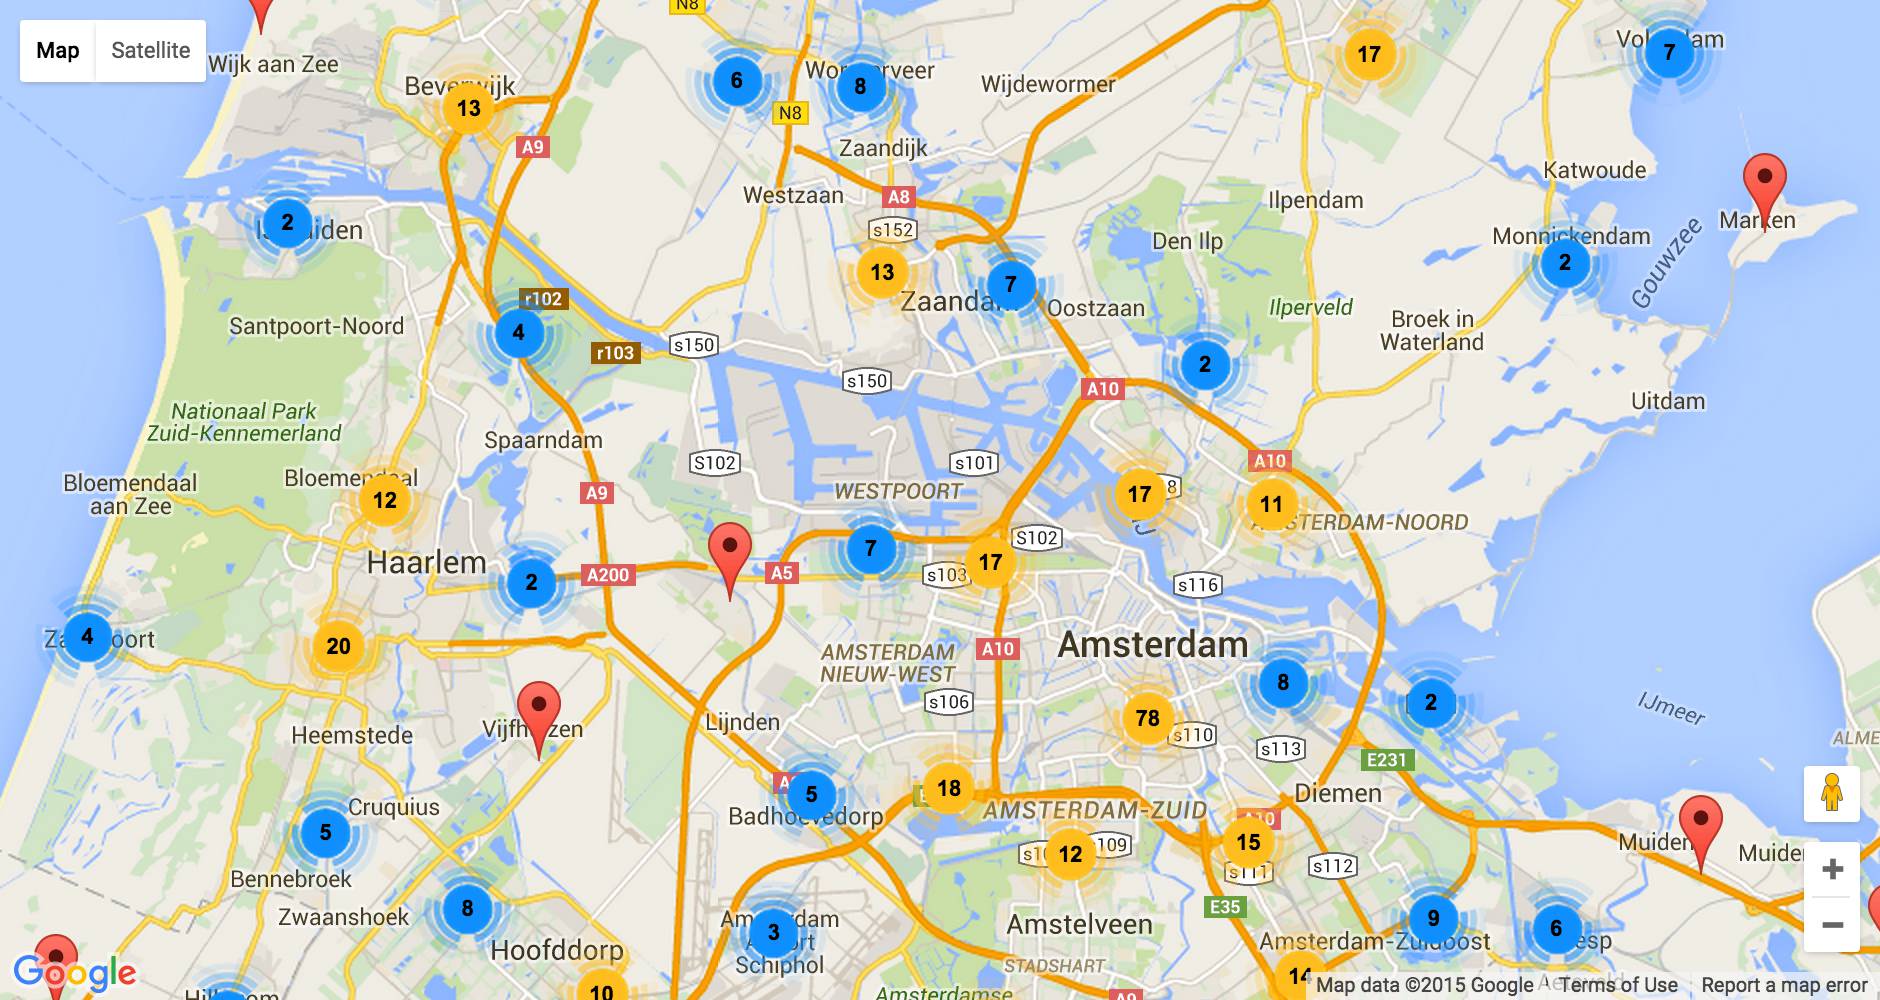 Map Satellite
N8
Wijk aan Zee
Beverwijk
13
6
8
17
7
Wijdewormer
N8
A9
Zaandijk
Katwoude
Westzaan
A8
Ilpendam
Marken
s152
2
Den Ilp
Monnickendam
2
13
7
Zaandam
Oostzaan
Gouwzee
r102
Ilperveld
Santpoort-Noord
4
r103
s150
Broek in
Waterland
2
s150
A10
Uitdam
Nationaal Park
Zuid-Kennemerland
Spaarndam
S102
s101
A10
Bloemendaal
aan Zee
Bloemendaal
12
A9
WESTPOORT
17
8
11
AMSTERDAM-NOORD
S102
7
17
Haarlem
2
A200
A5
s103
s116
4
20
AMSTERDAM
NIEUW-WEST
A10
Amsterdam
8
2
s106
78
s110
IJmeer
Heemstede
Vijfhuizen
Lijnden
s113
E231
ALME
5
18
Cruquius
Badhoevedorp
AMSTERDAM-ZUID
Diemen
A10
5
12
s109
15
s111
s112
Muiden
Muider
Bennebroek
Zwaanshoek
8
3
Amsterdam
Airport
Schiphol
Amstelveen
E35
9
6
Amsterdam-Zuidoost
Hoofddorp
STADSHART
10
Amsterdamse
A9
14
Google
Map data ©2015 Google Terms of Use Report a map error